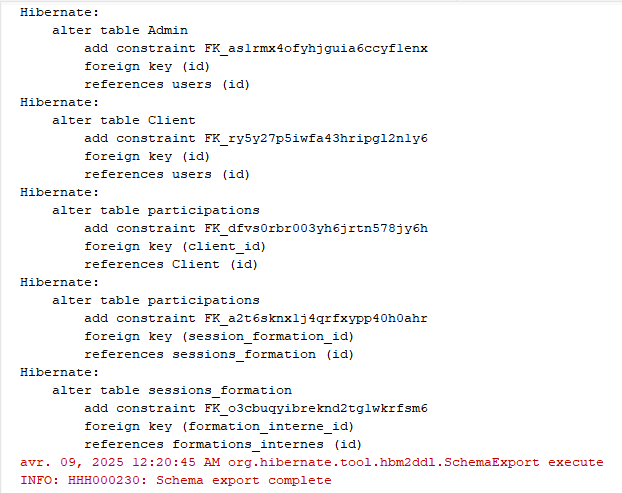 Hibernate:
    alter table Admin
        add constraint FK_aslrmx4ofyhjguia6ccyflenx
        foreign key (id)
        references users (id)
Hibernate:
    alter table Client
        add constraint FK_ry5y27p5iwfa43hripgl2nly6
        foreign key (id)
        references users (id)
Hibernate:
    alter table participations
        add constraint FK_dfvs0rbr003yh6jrtn578jy6h
        foreign key (client_id)
        references Client (id)
Hibernate:
    alter table participations
        add constraint FK_a2t6sknxlj4qrfxypp40h0ahr
        foreign key (session_formation_id)
        references sessions_formation (id)
Hibernate:
    alter table sessions_formation
        add constraint FK_o3cbuqyibreknd2tglwkrfsm6
        foreign key (formation_interne_id)
        references formations_internes (id)
avr. 09, 2025 12:20:45 AM org.hibernate.tool.hbm2ddl.SchemaExport execute
INFO: HHH000230: Schema export complete